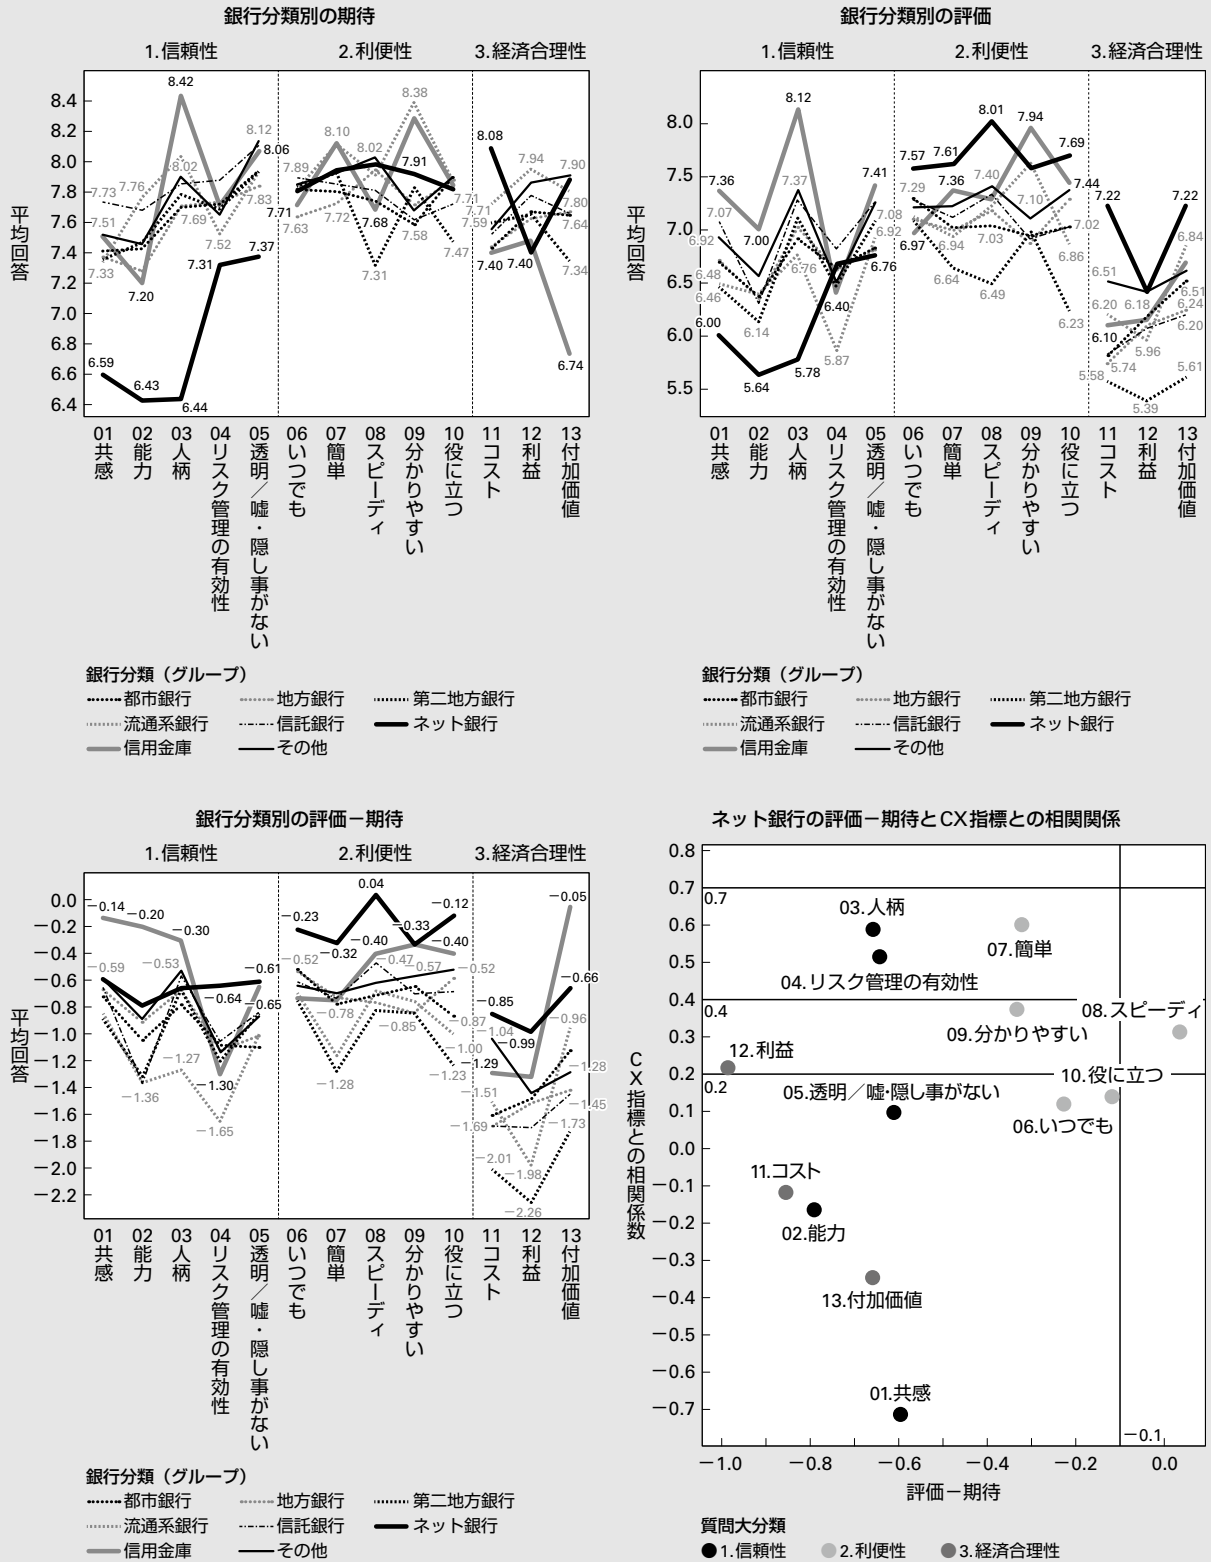 銀行分類別の期待
1.信頼性 2.利便性 3.経済合理性
平均回答
8.4
8.2
8.0
7.8
7.6
7.4
7.2
7.0
6.8
6.6
6.4
7.73 7.76 8.42 8.02 8.12 8.06
7.51 7.33 7.20 7.69 7.52 7.83
6.59 6.43 6.44 7.31 7.37
7.89 8.10 8.02 8.38 7.91
7.71 7.63 7.72 7.68 7.31 7.58 7.71 7.47
8.08 7.94 7.90 7.80
7.71 7.59 7.64
7.40 7.40 7.34 6.74
01共感
02能力
03人柄
04リスク管理の有効性
05透明／嘘・隠し事がない
06いつでも
07簡単
08スピーディ
09分かりやすい
10役に立つ
11コスト
12利益
13付加価値
銀行分類（グループ）
都市銀行 地方銀行 第二地方銀行
流通系銀行 信託銀行 ネット銀行
信用金庫 その他
銀行分類別の評価
1.信頼性 2.利便性 3.経済合理性
平均回答
8.0
7.5
7.0
6.5
6.0
5.5
7.36 7.07 6.92 6.48 6.46 6.00
7.00 6.14 5.64
8.12 7.37 6.76 5.78
6.40 5.87
7.41 7.08 6.92 6.76
7.57 7.61 8.01 7.94 7.69
7.29 7.36 7.40 7.10 7.44
6.97 6.94 7.03 7.02
6.64 6.49 6.86 6.23
7.22 7.22 6.84
6.51 6.20 6.18 6.51
6.10 5.96 6.24 6.20
5.58 5.74 5.39 5.61
01共感
02能力
03人柄
04リスク管理の有効性
05透明／嘘・隠し事がない
06いつでも
07簡単
08スピーディ
09分かりやすい
10役に立つ
11コスト
12利益
13付加価値
銀行分類（グループ）
都市銀行 地方銀行 第二地方銀行
流通系銀行 信託銀行 ネット銀行
信用金庫 その他
銀行分類別の評価－期待
1.信頼性 2.利便性 3.経済合理性
平均回答
0.0
－0.2
－0.4
－0.6
－0.8
－1.0
－1.2
－1.4
－1.6
－1.8
－2.0
－2.2
－0.14 －0.20 －0.30
－0.59 －0.53 －0.64 －0.61 －0.65
－1.36 －1.27 －1.30 －1.65
－0.23 －0.32 0.04 －0.33 －0.12
－0.52 －0.40 －0.47 －0.57 －0.40 －0.52
－0.78 －1.28 －0.85 －0.87 －1.00 －1.23
－0.05 －0.66 －0.85 －0.96
－1.04 －0.99 －1.29 －1.28
－1.51 －1.45 －1.69 －1.73
－2.01 －1.98 －2.26
01共感
02能力
03人柄
04リスク管理の有効性
05透明／嘘・隠し事がない
06いつでも
07簡単
08スピーディ
09分かりやすい
10役に立つ
11コスト
12利益
13付加価値
銀行分類（グループ）
都市銀行 地方銀行 第二地方銀行
流通系銀行 信託銀行 ネット銀行
信用金庫 その他
ネット銀行の評価－期待とCX指標との相関関係
CX指標との相関係数
0.8
0.7
0.6
0.5
0.4
0.3
0.2
0.1
0.0
－0.1
－0.2
－0.3
－0.4
－0.5
－0.6
－0.7
0.7
03.人柄
07.簡単
04.リスク管理の有効性
0.4
08.スピーディ
09.分かりやすい
12.利益
10.役に立つ
0.2
05.透明／嘘・隠し事がない
06.いつでも
11.コスト
02.能力
13.付加価値
01.共感
－0.1
－1.0 －0.8 －0.6 －0.4 －0.2 0.0
評価－期待
質問大分類
1.信頼性 2.利便性 3.経済合理性